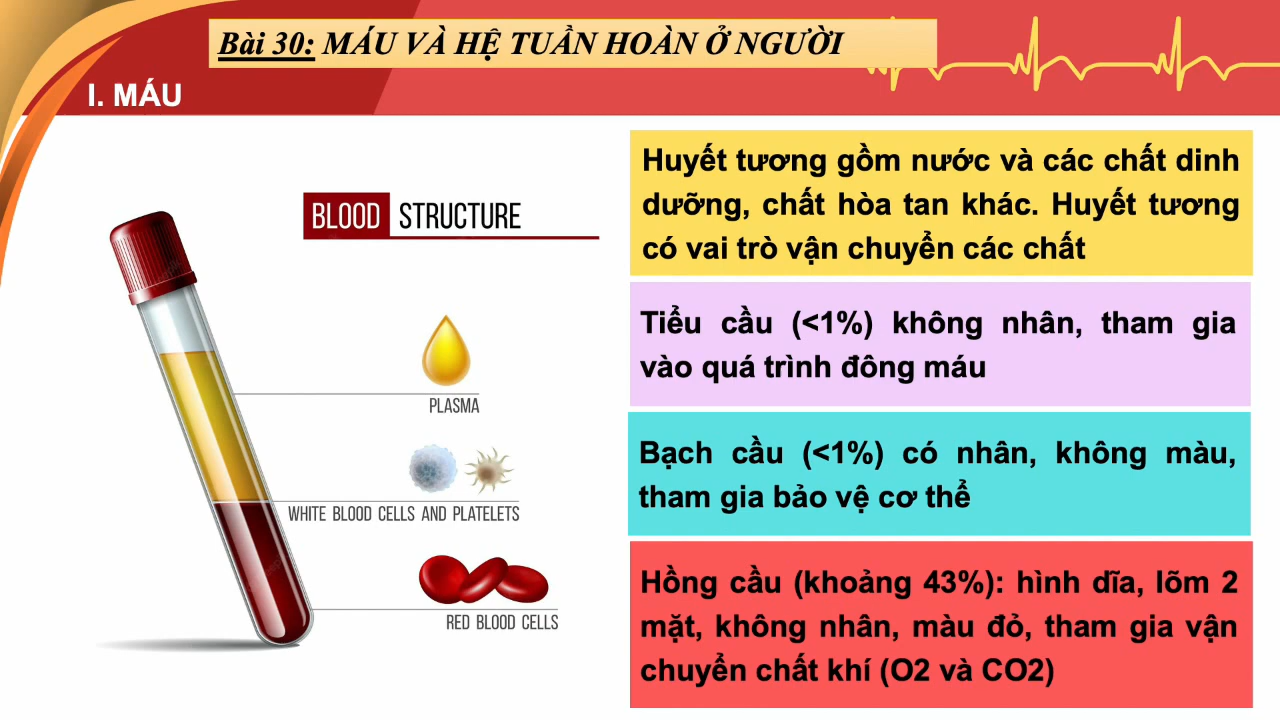 Bài 30: MÁU VÀ HỆ TUẦN HOÀN Ở NGƯỜI
I. MÁU
BLOOD STRUCTURE
PLASMA
WHITE BLOOD CELLS AND PLATELETS
RED BLOOD CELLS
Huyết tương gồm nước và các chất dinh
dưỡng, chất hòa tan khác. Huyết tương
có vai trò vận chuyển các chất
Tiểu cầu (<1%) không nhân, tham gia
vào quá trình đông máu
Bạch cầu (<1%) có nhân, không màu,
tham gia bảo vệ cơ thể
Hồng cầu (khoảng 43%): hình dĩa, lõm 2
mặt, không nhân, màu đỏ, tham gia vận
chuyển chất khí (O2 và CO2)